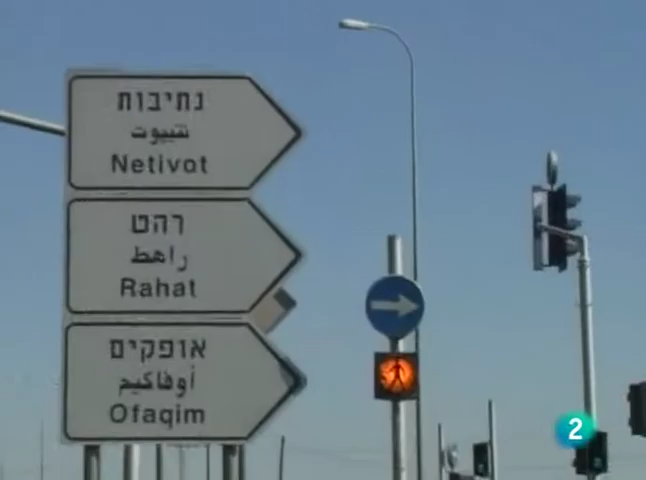 נתיבות
نتيبوت
Netivot
רהט
راهط
Rahat
אופקים
أوفاكيم
Ofaqim
2